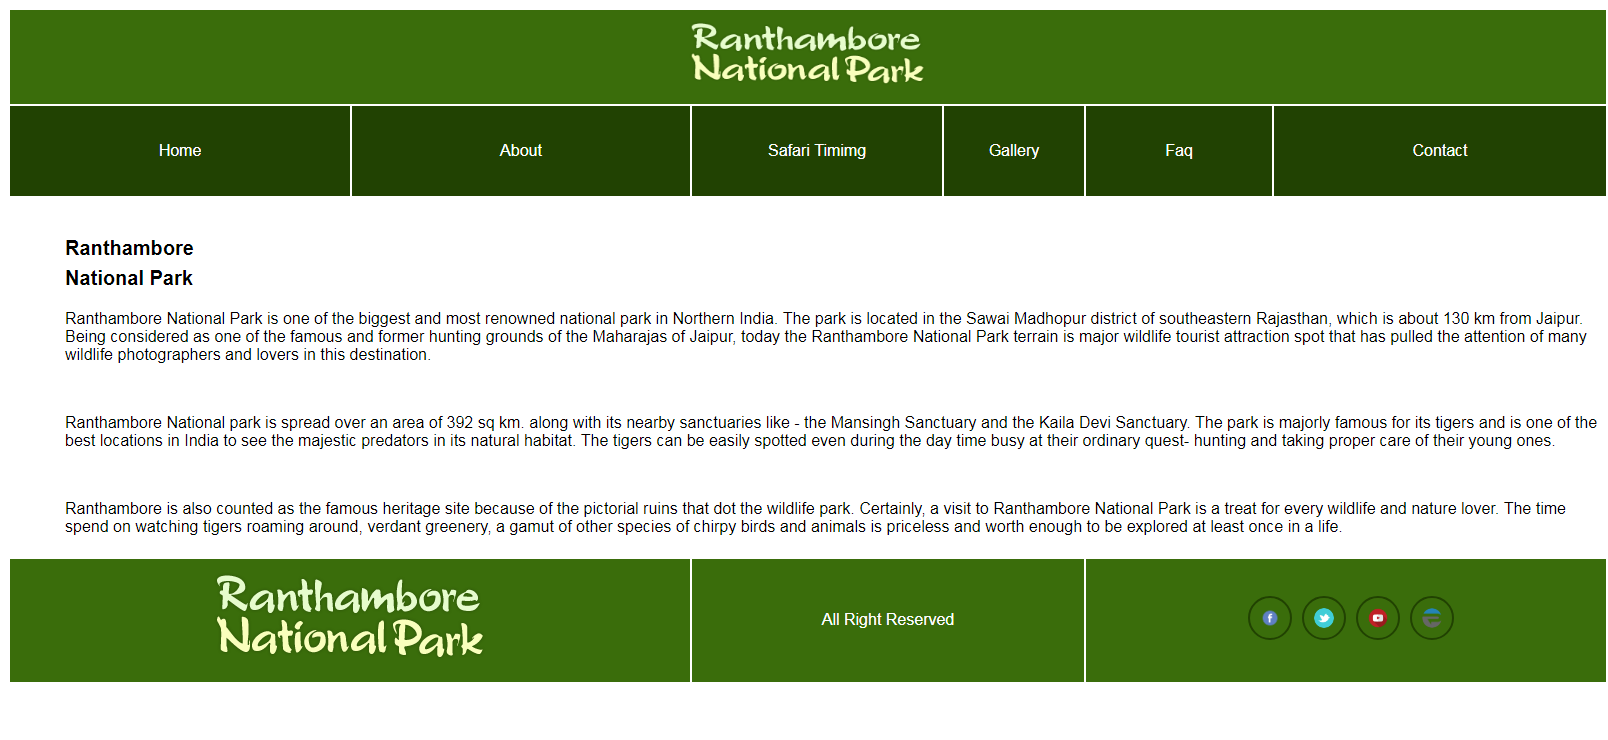 Ranthambore
National Park
Home About Safari Timimg Gallery Faq Contact
Ranthambore
National Park
Ranthambore National Park is one of the biggest and most renowned national park in Northern India. The park is located in the Sawai Madhopur district of southeastern Rajasthan, which is about 130 km from Jaipur.
Being considered as one of the famous and former hunting grounds of the Maharajas of Jaipur, today the Ranthambore National Park terrain is major wildlife tourist attraction spot that has pulled the attention of many
wildlife photographers and lovers in this destination.
Ranthambore National park is spread over an area of 392 sq km. along with its nearby sanctuaries like - the Mansingh Sanctuary and the Kaila Devi Sanctuary. The park is majorly famous for its tigers and is one of the
best locations in India to see the majestic predators in its natural habitat. The tigers can be easily spotted even during the day time busy at their ordinary quest- hunting and taking proper care of their young ones.
Ranthambore is also counted as the famous heritage site because of the pictorial ruins that dot the wildlife park. Certainly, a visit to Ranthambore National Park is a treat for every wildlife and nature lover. The time
spend on watching tigers roaming around, verdant greenery, a gamut of other species of chirpy birds and animals is priceless and worth enough to be explored at least once in a life.
Ranthambore
National Park
All Right Reserved